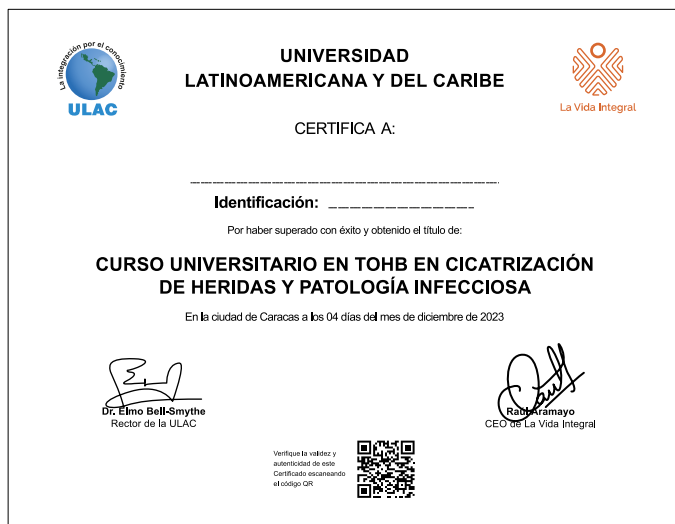 La integración por el conocimiento
ULAC
UNIVERSIDAD
LATINOAMERICANA Y DEL CARIBE
La Vida Integral
CERTIFICA A:
Identificación:
Por haber superado con éxito y obtenido el título de:
CURSO UNIVERSITARIO EN TOHB EN CICATRIZACIÓN
DE HERIDAS Y PATOLOGÍA INFECCIOSA
En la ciudad de Caracas a los 04 días del mes de diciembre de 2023
Dr. Elmo Bell-Smythe
Rector de la ULAC
Raúl Aramayo
CEO de La Vida Integral
Verifique la validez y
autenticidad de este
Certificado escaneando
el código QR